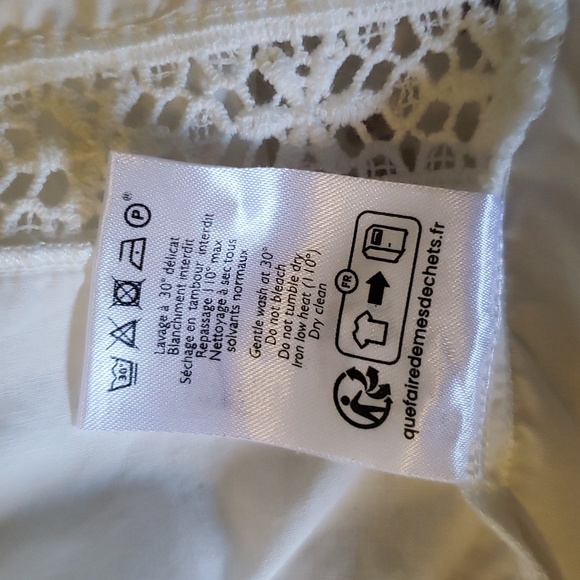 30°
P
®
Lavage à 30° délicat
Blanchiment interdit
Séchage en tambour interdit
Repassage 110° max
Nettoyage à sec tous
solvants normaux
Gentle wash at 30°
Do not bleach
Do not tumble dry
Iron low heat (110°)
Dry clean
FR
quefairedemesdechets.fr